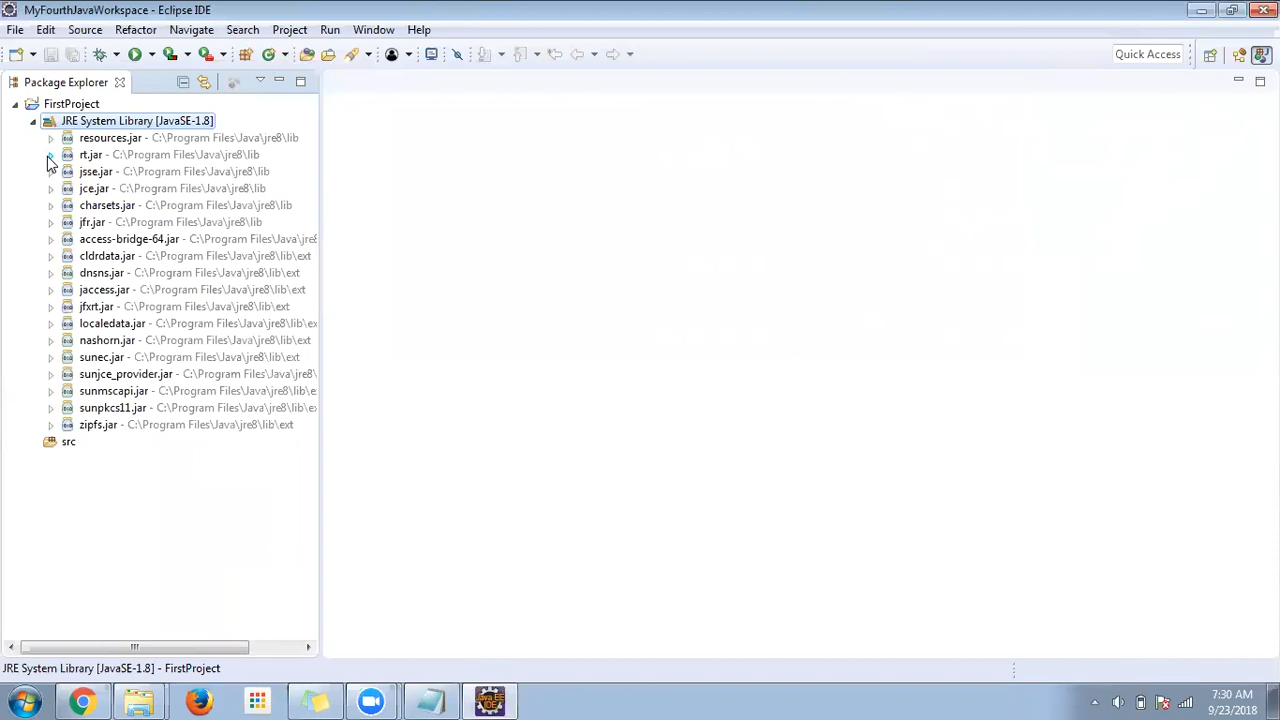 MyFourthJavaWorkspace - Eclipse IDE
File Edit Source Refactor Navigate Search Project Run Window Help
Quick Access
Package Explorer
FirstProject
JRE System Library [JavaSE-1.8]
resources.jar - C:\Program Files\Java\jre8\lib
rt.jar - C:\Program Files\Java\jre8\lib
jsse.jar - C:\Program Files\Java\jre8\lib
jce.jar - C:\Program Files\Java\jre8\lib
charsets.jar - C:\Program Files\Java\jre8\lib
jfr.jar - C:\Program Files\Java\jre8\lib
access-bridge-64.jar - C:\Program Files\Java\jre8
cldrdata.jar - C:\Program Files\Java\jre8\lib\ext
dnsns.jar - C:\Program Files\Java\jre8\lib\ext
jaccess.jar - C:\Program Files\Java\jre8\lib\ext
jfxrt.jar - C:\Program Files\Java\jre8\lib\ext
localedata.jar - C:\Program Files\Java\jre8\lib\ex
nashorn.jar - C:\Program Files\Java\jre8\lib\ext
sunec.jar - C:\Program Files\Java\jre8\lib\ext
sunjce_provider.jar - C:\Program Files\Java\jre8\
sunmscapi.jar - C:\Program Files\Java\jre8\lib\e
sunpkcs11.jar - C:\Program Files\Java\jre8\lib\ex
zipfs.jar - C:\Program Files\Java\jre8\lib\ext
src
JRE System Library [JavaSE-1.8] - FirstProject
Java EE
IDE
7:30 AM
9/23/2018